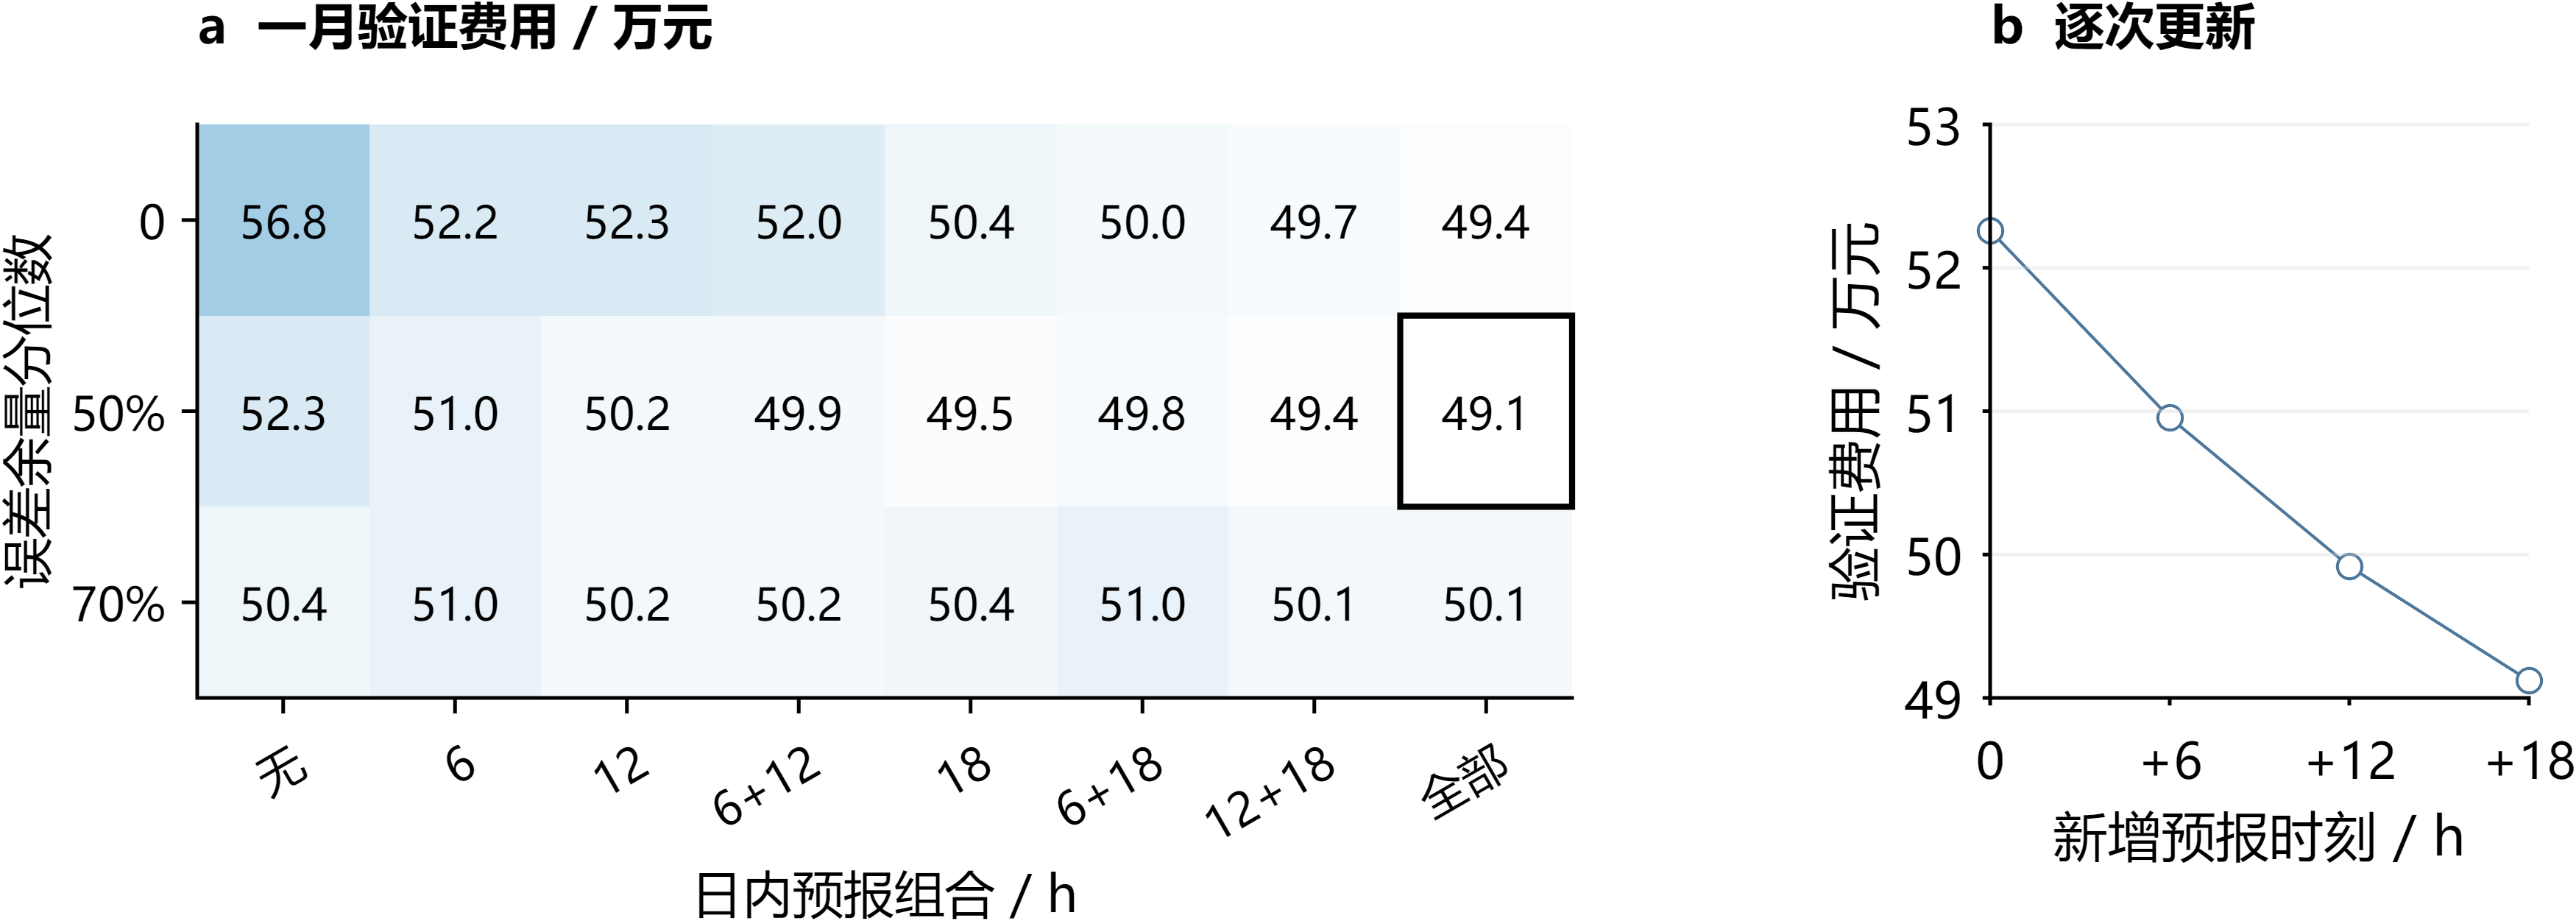 a 一月验证费用 / 万元
误差余量分位数
0 56.8 52.2 52.3 52.0 50.4 50.0 49.7 49.4
50% 52.3 51.0 50.2 49.9 49.5 49.8 49.4 49.1
70% 50.4 51.0 50.2 50.2 50.4 51.0 50.1 50.1
无 6 12 6+12 18 6+18 12+18 全部
日内预报组合 / h
b 逐次更新
验证费用 / 万元
53
52
51
50
49
0 +6 +12 +18
新增预报时刻 / h